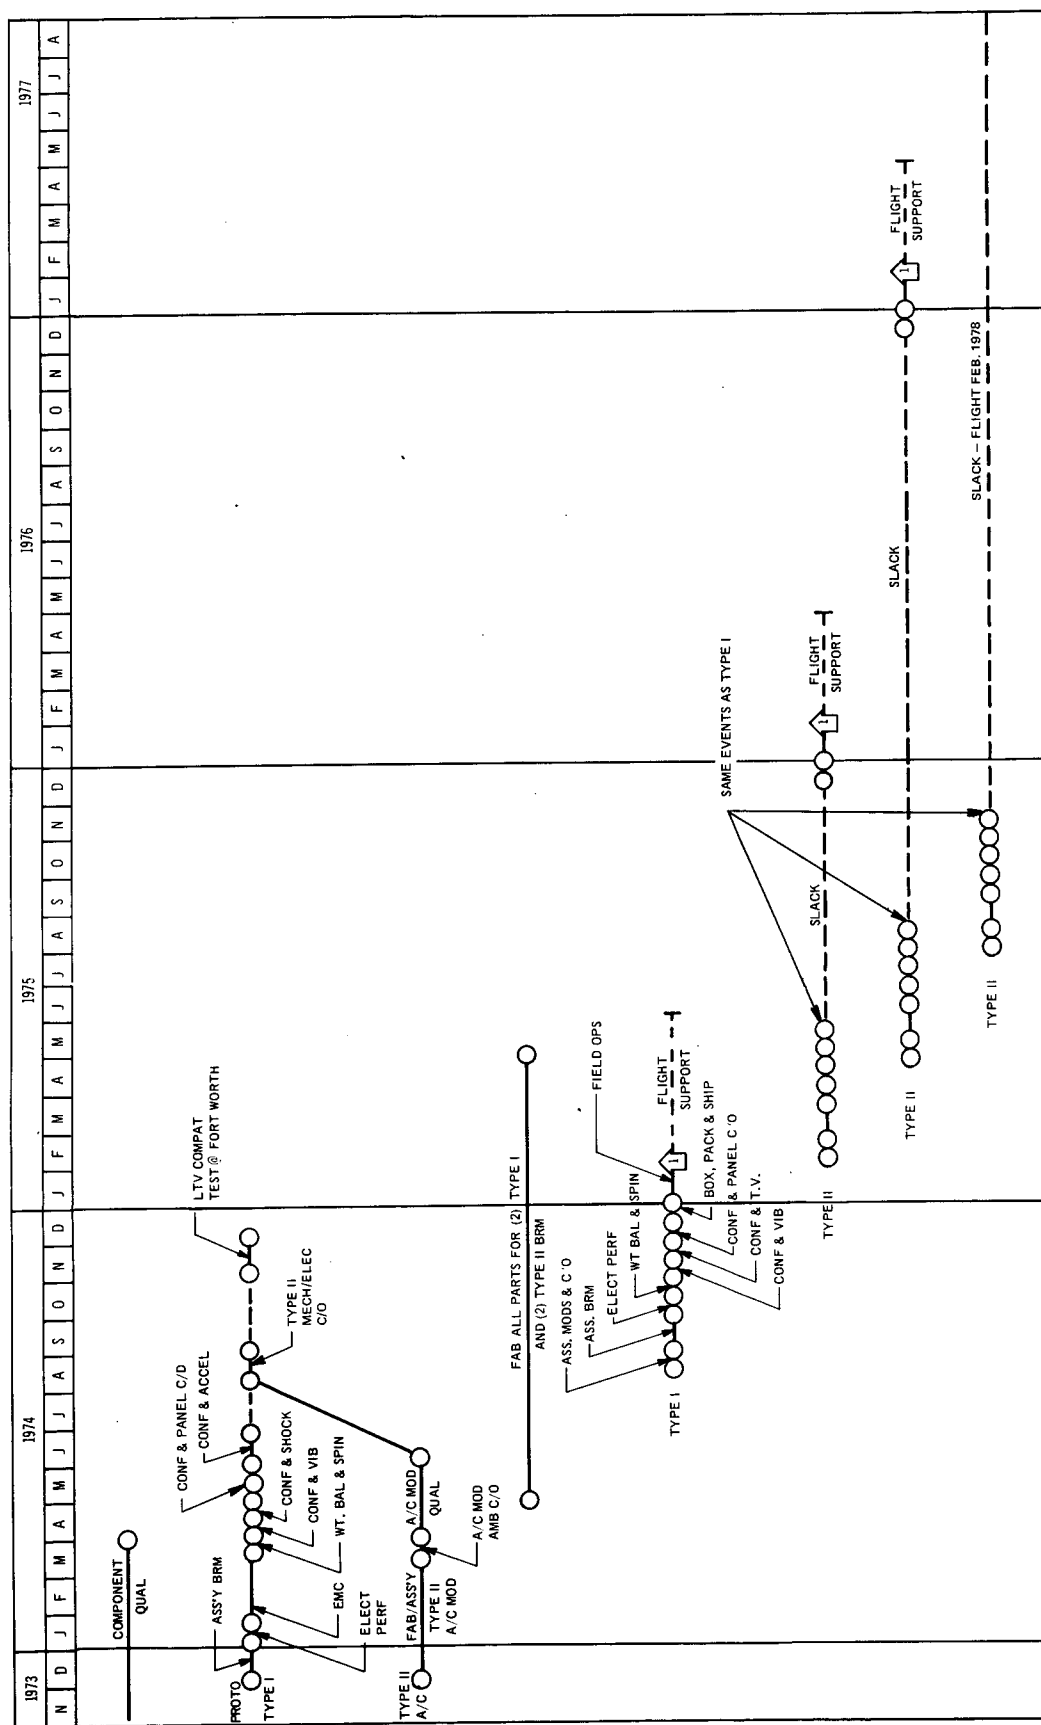 1973
1974
1975
1976
1977
N D J F M A M J J A S O N D J F M A M J J A S O N D J F M A M J J A S O N D J F M A M J J A
COMPONENT
QUAL
PROTO
TYPE I
ASS'Y BRM
ELECT
PERF
EMC
WT. BAL & SPIN
CONF & VIB
CONF & SHOCK
CONF & PANEL C/D
CONF & ACCEL
TYPE II
MECH/ELEC
C/O
LTV COMPAT
TEST @ FORT WORTH
TYPE II
A/C
FAB/ASS'Y
TYPE II
A/C MOD
A/C MOD
AMB C/O
A/C MOD
QUAL
FAB ALL PARTS FOR (2) TYPE I
AND (2) TYPE II BRM
TYPE I
ASS. MODS & C'O
ASS. BRM
ELECT PERF
WT BAL & SPIN
CONF & VIB
CONF & T.V.
CONF & PANEL C'O
BOX, PACK & SHIP
FIELD OPS
1
FLIGHT
SUPPORT
TYPE II
SLACK
1
FLIGHT
SUPPORT
SAME EVENTS AS TYPE I
TYPE II
SLACK
1
FLIGHT
SUPPORT
TYPE II
SLACK – FLIGHT FEB. 1978